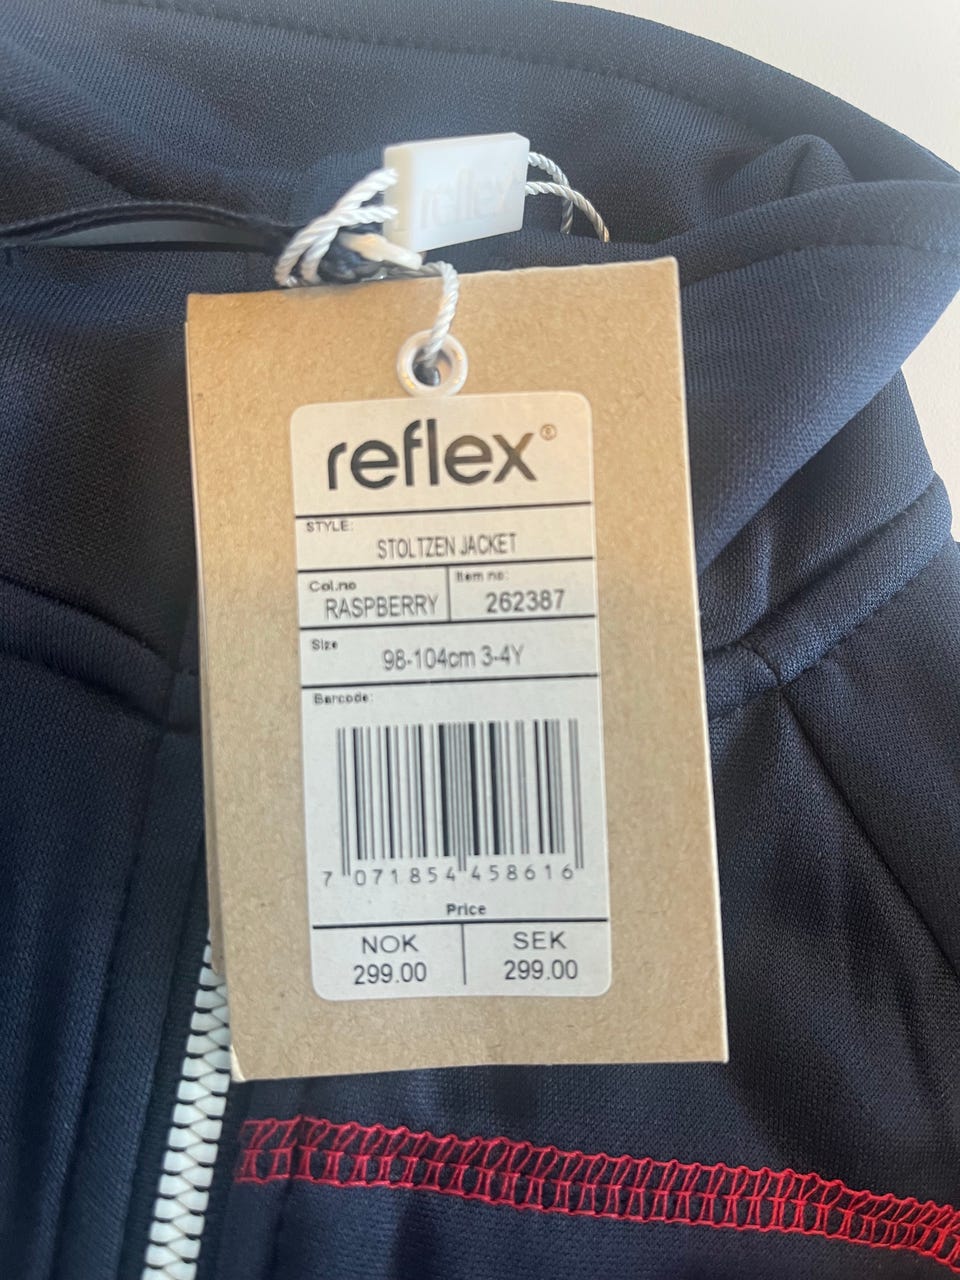 reflex
reflex®
STYLE:
STOLTZEN JACKET
Col.no
RASPBERRY
Item no:
262387
Size
98-104cm 3-4Y
Barcode:
7 071854 458616
Price
NOK
299.00
SEK
299.00